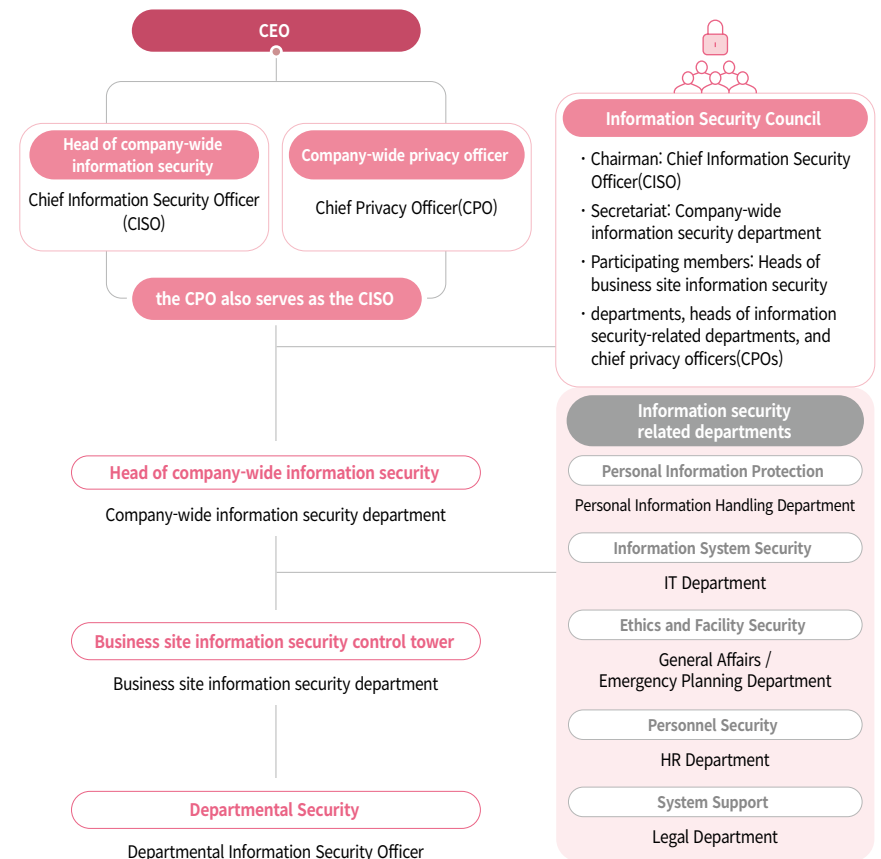 CEO
Head of company-wide
information security
Chief Information Security Officer
(CISO)
Company-wide privacy officer
Chief Privacy Officer(CPO)
the CPO also serves as the CISO
Head of company-wide information security
Company-wide information security department
Business site information security control tower
Business site information security department
Departmental Security
Departmental Information Security Officer
Information Security Council
· Chairman: Chief Information Security
Officer(CISO)
· Secretariat: Company-wide
information security department
· Participating members: Heads of
business site information security
· departments, heads of information
security-related departments, and
chief privacy officers(CPOs)
Information security
related departments
Personal Information Protection
Personal Information Handling Department
Information System Security
IT Department
Ethics and Facility Security
General Affairs /
Emergency Planning Department
Personnel Security
HR Department
System Support
Legal Department